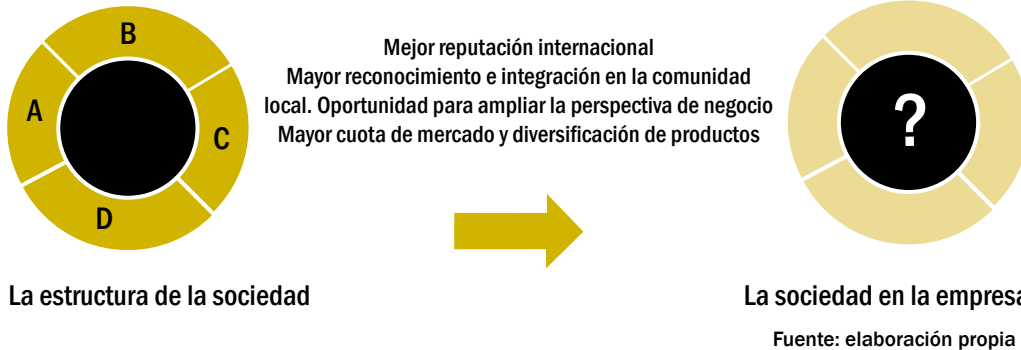 B
A
C
D
Mejor reputación internacional
Mayor reconocimiento e integración en la comunidad
local. Oportunidad para ampliar la perspectiva de negocio
Mayor cuota de mercado y diversificación de productos
?
La estructura de la sociedad
La sociedad en la empresa
Fuente: elaboración propia